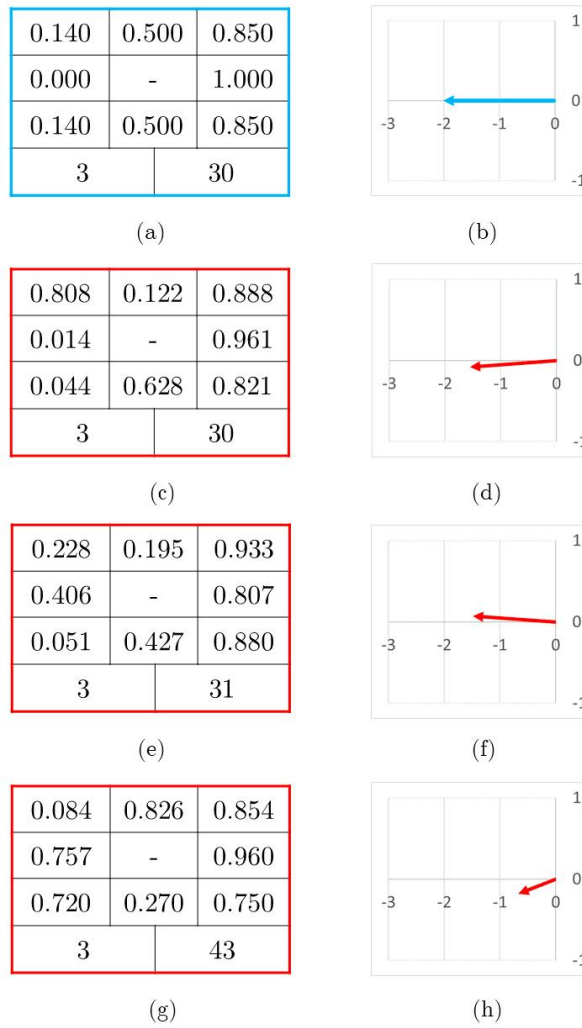 0.140 0.500 0.850
0.000 - 1.000
0.140 0.500 0.850
3 30
(a)
1
0
-1
-3 -2 -1 0
(b)
0.808 0.122 0.888
0.014 - 0.961
0.044 0.628 0.821
3 30
(c)
1
0
-1
-3 -2 -1 0
(d)
0.228 0.195 0.933
0.406 - 0.807
0.051 0.427 0.880
3 31
(e)
1
0
-1
-3 -2 -1 0
(f)
0.084 0.826 0.854
0.757 - 0.960
0.720 0.270 0.750
3 43
(g)
1
0
-1
-3 -2 -1 0
(h)